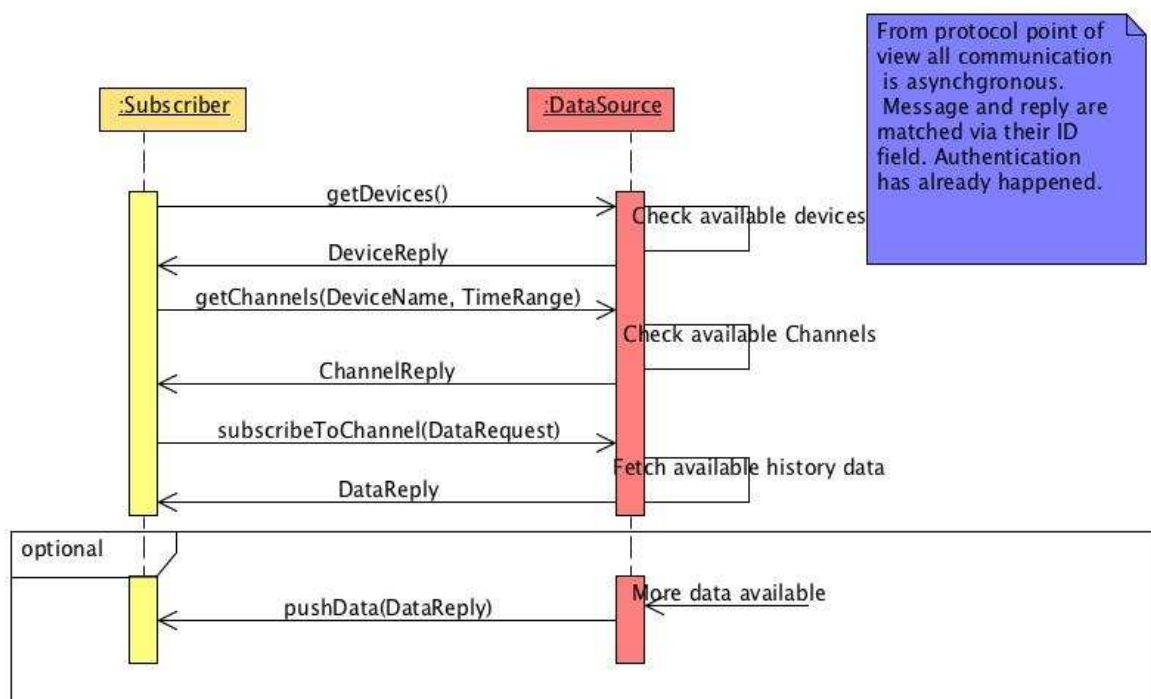 From protocol point of
view all communication
is asynchgronous.
Message and reply are
matched via their ID
field. Authentication
has already happened.
:Subscriber
:DataSource
getDevices()
Check available devices
DeviceReply
getChannels(DeviceName, TimeRange)
Check available Channels
ChannelReply
subscribeToChannel(DataRequest)
Fetch available history data
DataReply
optional
More data available
pushData(DataReply)